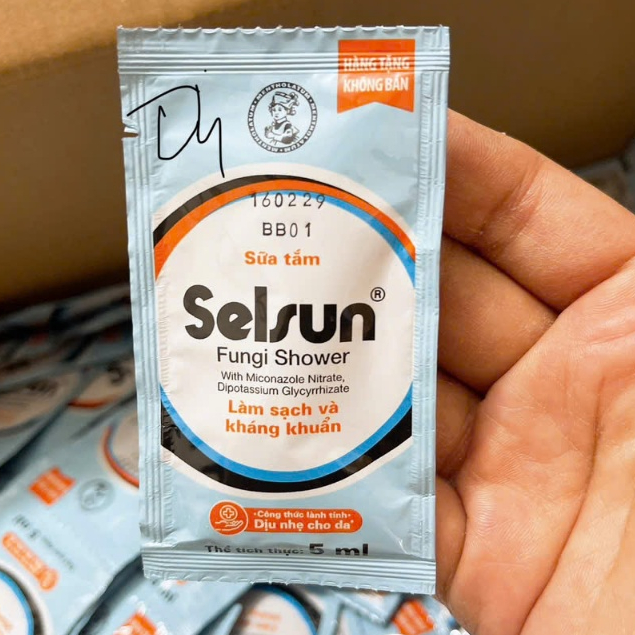 HÀNG TẶNG
KHÔNG BÁN
Dy
160229
BB01
Sữa tắm
Selsun®
Fungi Shower
With Miconazole Nitrate,
Dipotassium Glycyrrhizate
Làm sạch và
kháng khuẩn
•Công thức lành tính•
Dịu nhẹ cho da*
Thể tích thực: 5 ml